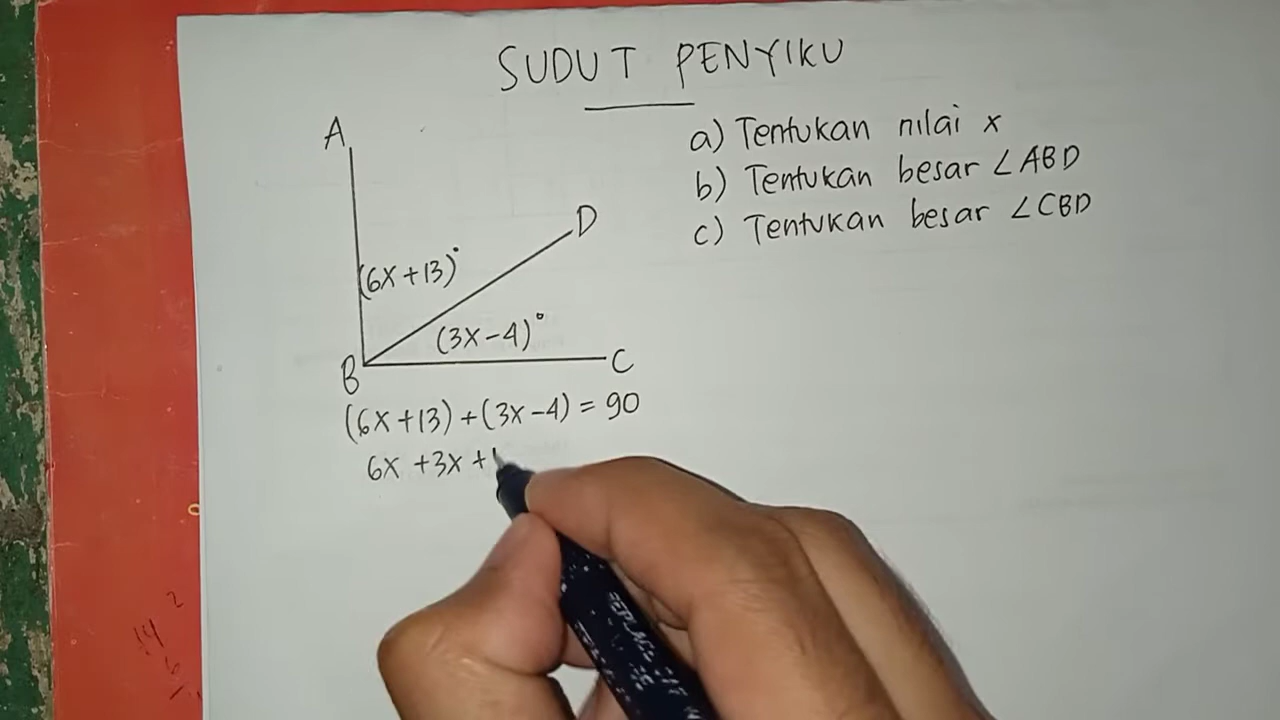 SUDUT PENYIKU
a) Tentukan nilai x
b) Tentukan besar ∠ABD
c) Tentukan besar ∠CBD
A
D
(6x+13)°
(3x-4)°
B
C
(6x+13)+(3x-4)=90
6x+3x+